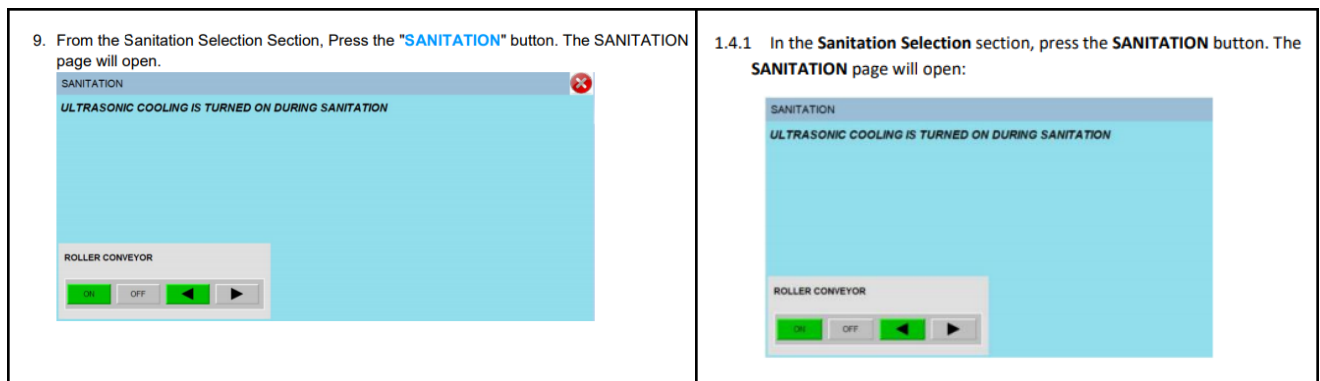 9. From the Sanitation Selection Section, Press the "SANITATION" button. The SANITATION
page will open.
SANITATION
ULTRASONIC COOLING IS TURNED ON DURING SANITATION
ROLLER CONVEYOR
ON OFF
1.4.1 In the Sanitation Selection section, press the SANITATION button. The
SANITATION page will open:
SANITATION
ULTRASONIC COOLING IS TURNED ON DURING SANITATION
ROLLER CONVEYOR
ON OFF